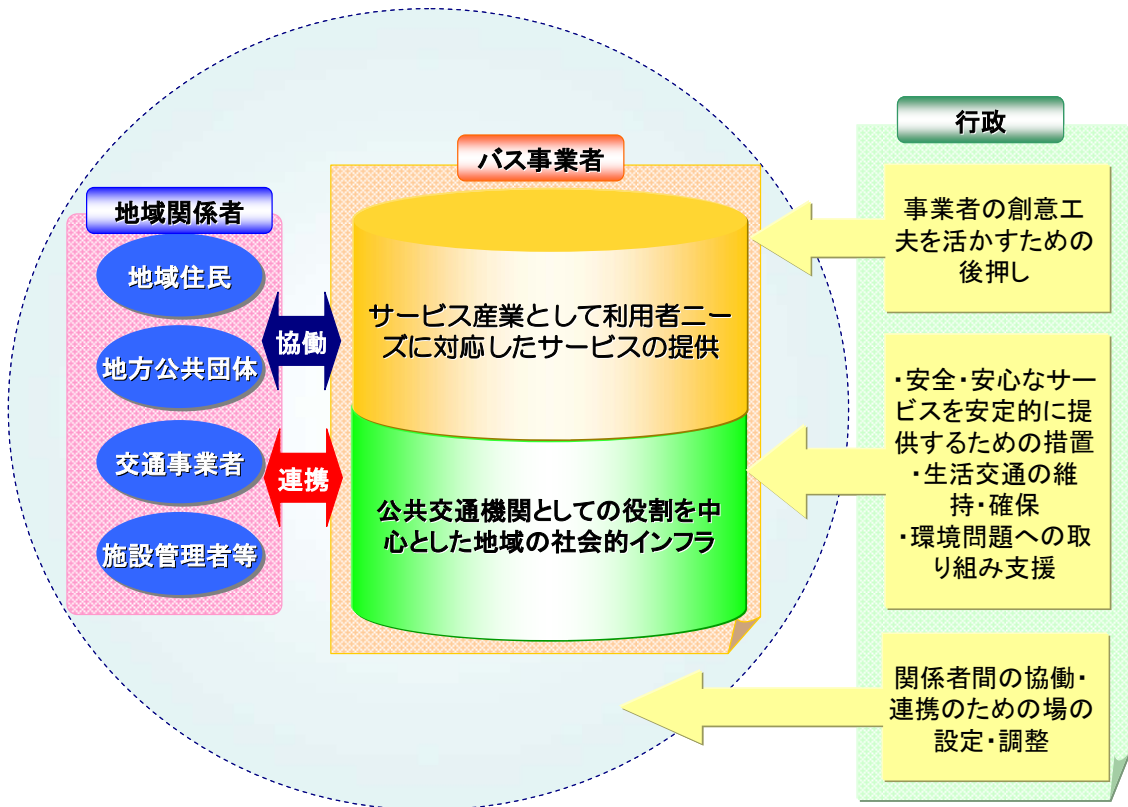 地域関係者
地域住民
地方公共団体
交通事業者
施設管理者等
協働
連携
バス事業者
サービス産業として利用者ニー
ズに対応したサービスの提供
公共交通機関としての役割を中
心とした地域の社会的インフラ
行政
事業者の創意工
夫を活かすための
後押し
・安全・安心なサー
ビスを安定的に提
供するための措置
・生活交通の維
持・確保
・環境問題への取
り組み支援
関係者間の協働・
連携のための場の
設定・調整